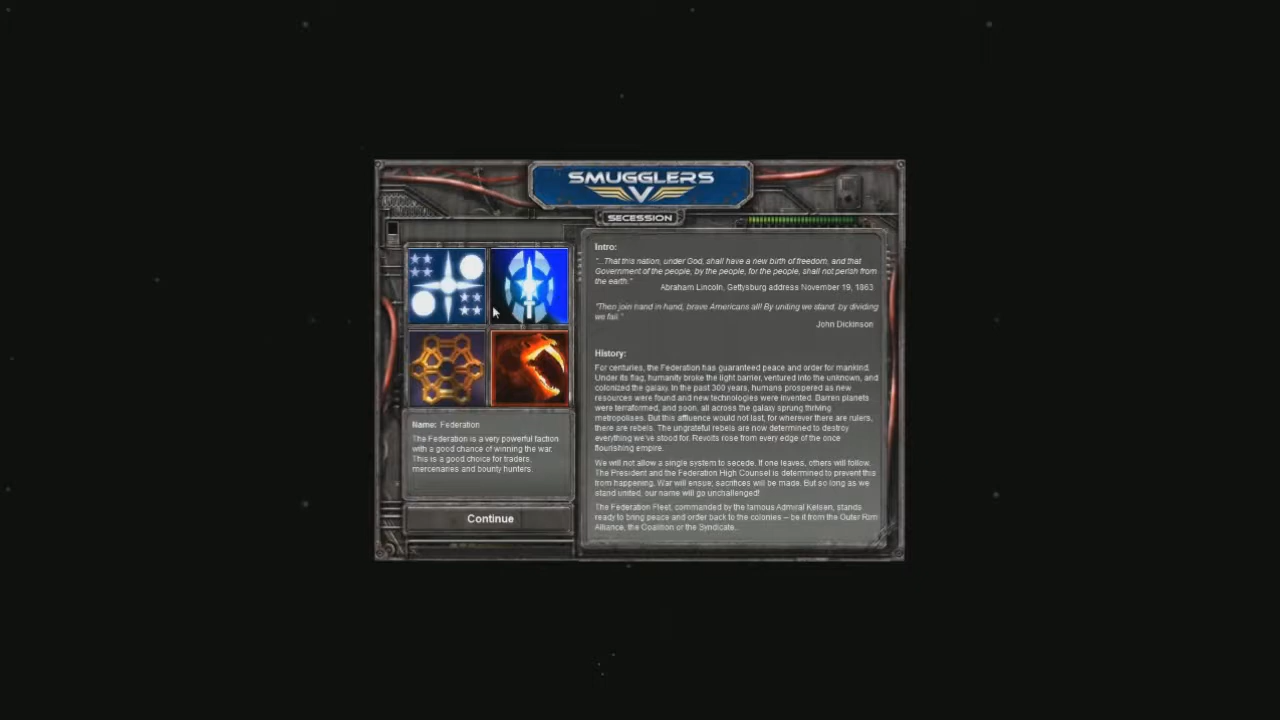 SMUGGLERS
V
SECESSION
Intro:
"...That this nation, under God, shall have a new birth of freedom, and that
Government of the people, by the people, for the people, shall not perish from
the earth."
Abraham Lincoln, Gettysburg address November 19, 1863
"Then join hand in hand, brave Americans all! By uniting we stand, by dividing
we fall."
John Dickinson
History:
For centuries, the Federation has guaranteed peace and order for mankind.
Under its flag, humanity broke the light barrier, ventured into the unknown, and
colonized the galaxy. In the past 300 years, humans prospered as new
resources were found and new technologies were invented. Barren planets
were terraformed, and soon, all across the galaxy sprung thriving
metropolises. But this affluence would not last, for wherever there are rulers,
there are rebels. The ungrateful rebels are now determined to destroy
everything we've stood for. Revolts rose from every edge of the once
flourishing empire.
We will not allow a single system to secede. If one leaves, others will follow.
The President and the Federation High Counsel is determined to prevent this
from happening. War will ensue; sacrifices will be made. But so long as we
stand united, our name will go unchallenged!
The Federation Fleet, commanded by the famous Admiral Kelsen, stands
ready to bring peace and order back to the colonies – be it from the Outer Rim
Alliance, the Coalition or the Syndicate.
Name: Federation
The Federation is a very powerful faction
with a good chance of winning the war.
This is a good choice for traders,
mercenaries and bounty hunters.
Continue